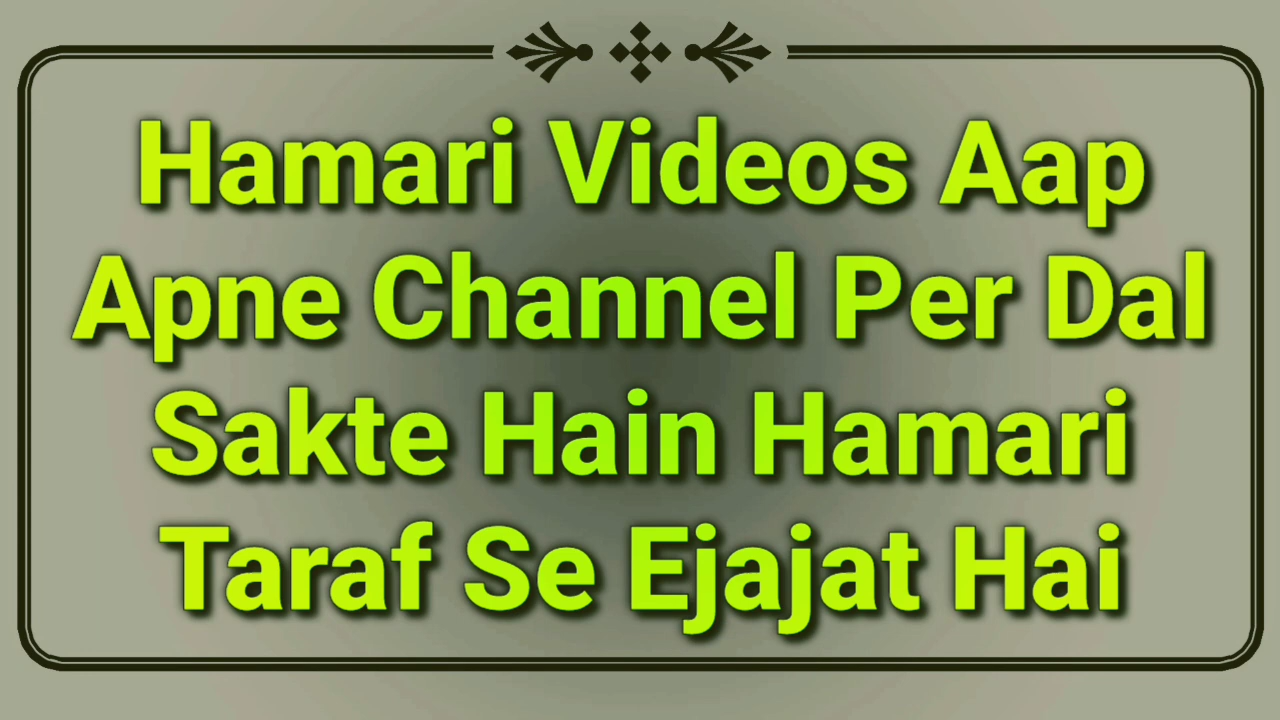 Hamari Videos Aap
Apne Channel Per Dal
Sakte Hain Hamari
Taraf Se Ejajat Hai